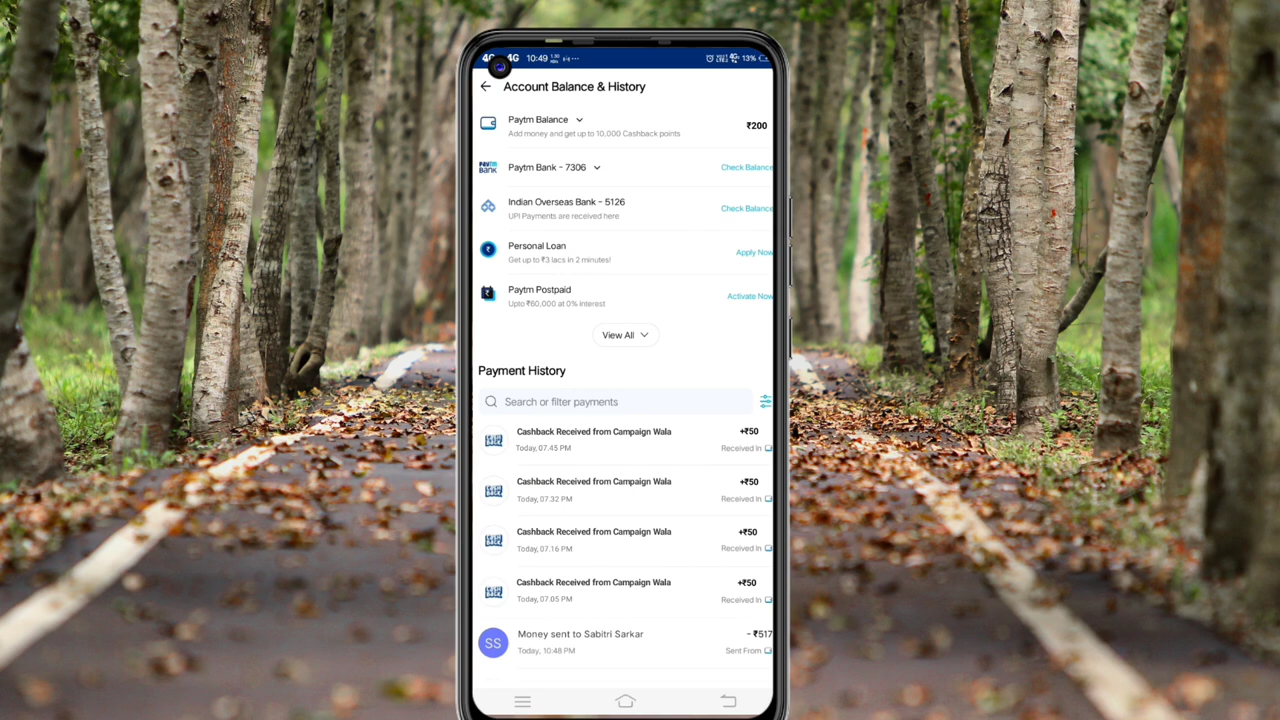 4G 4G 10:49
13%
Account Balance & History
Paytm Balance
Add money and get up to 10,000 Cashback points
₹200
PAYTM BANK
Paytm Bank - 7306
Check Balance
Indian Overseas Bank - 5126
UPI Payments are received here
Check Balance
Personal Loan
Get up to ₹3 lacs in 2 minutes!
Apply Now
Paytm Postpaid
Upto ₹60,000 at 0% Interest
Activate Now
View All
Payment History
Search or filter payments
Cashback Received from Campaign Wala
+₹50
Today, 07.45 PM
Received In
Cashback Received from Campaign Wala
+₹50
Today, 07.32 PM
Received In
Cashback Received from Campaign Wala
+₹50
Today, 07.16 PM
Received In
Cashback Received from Campaign Wala
+₹50
Today, 07.05 PM
Received In
SS
Money sent to Sabitri Sarkar
- ₹517
Today, 10:48 PM
Sent From